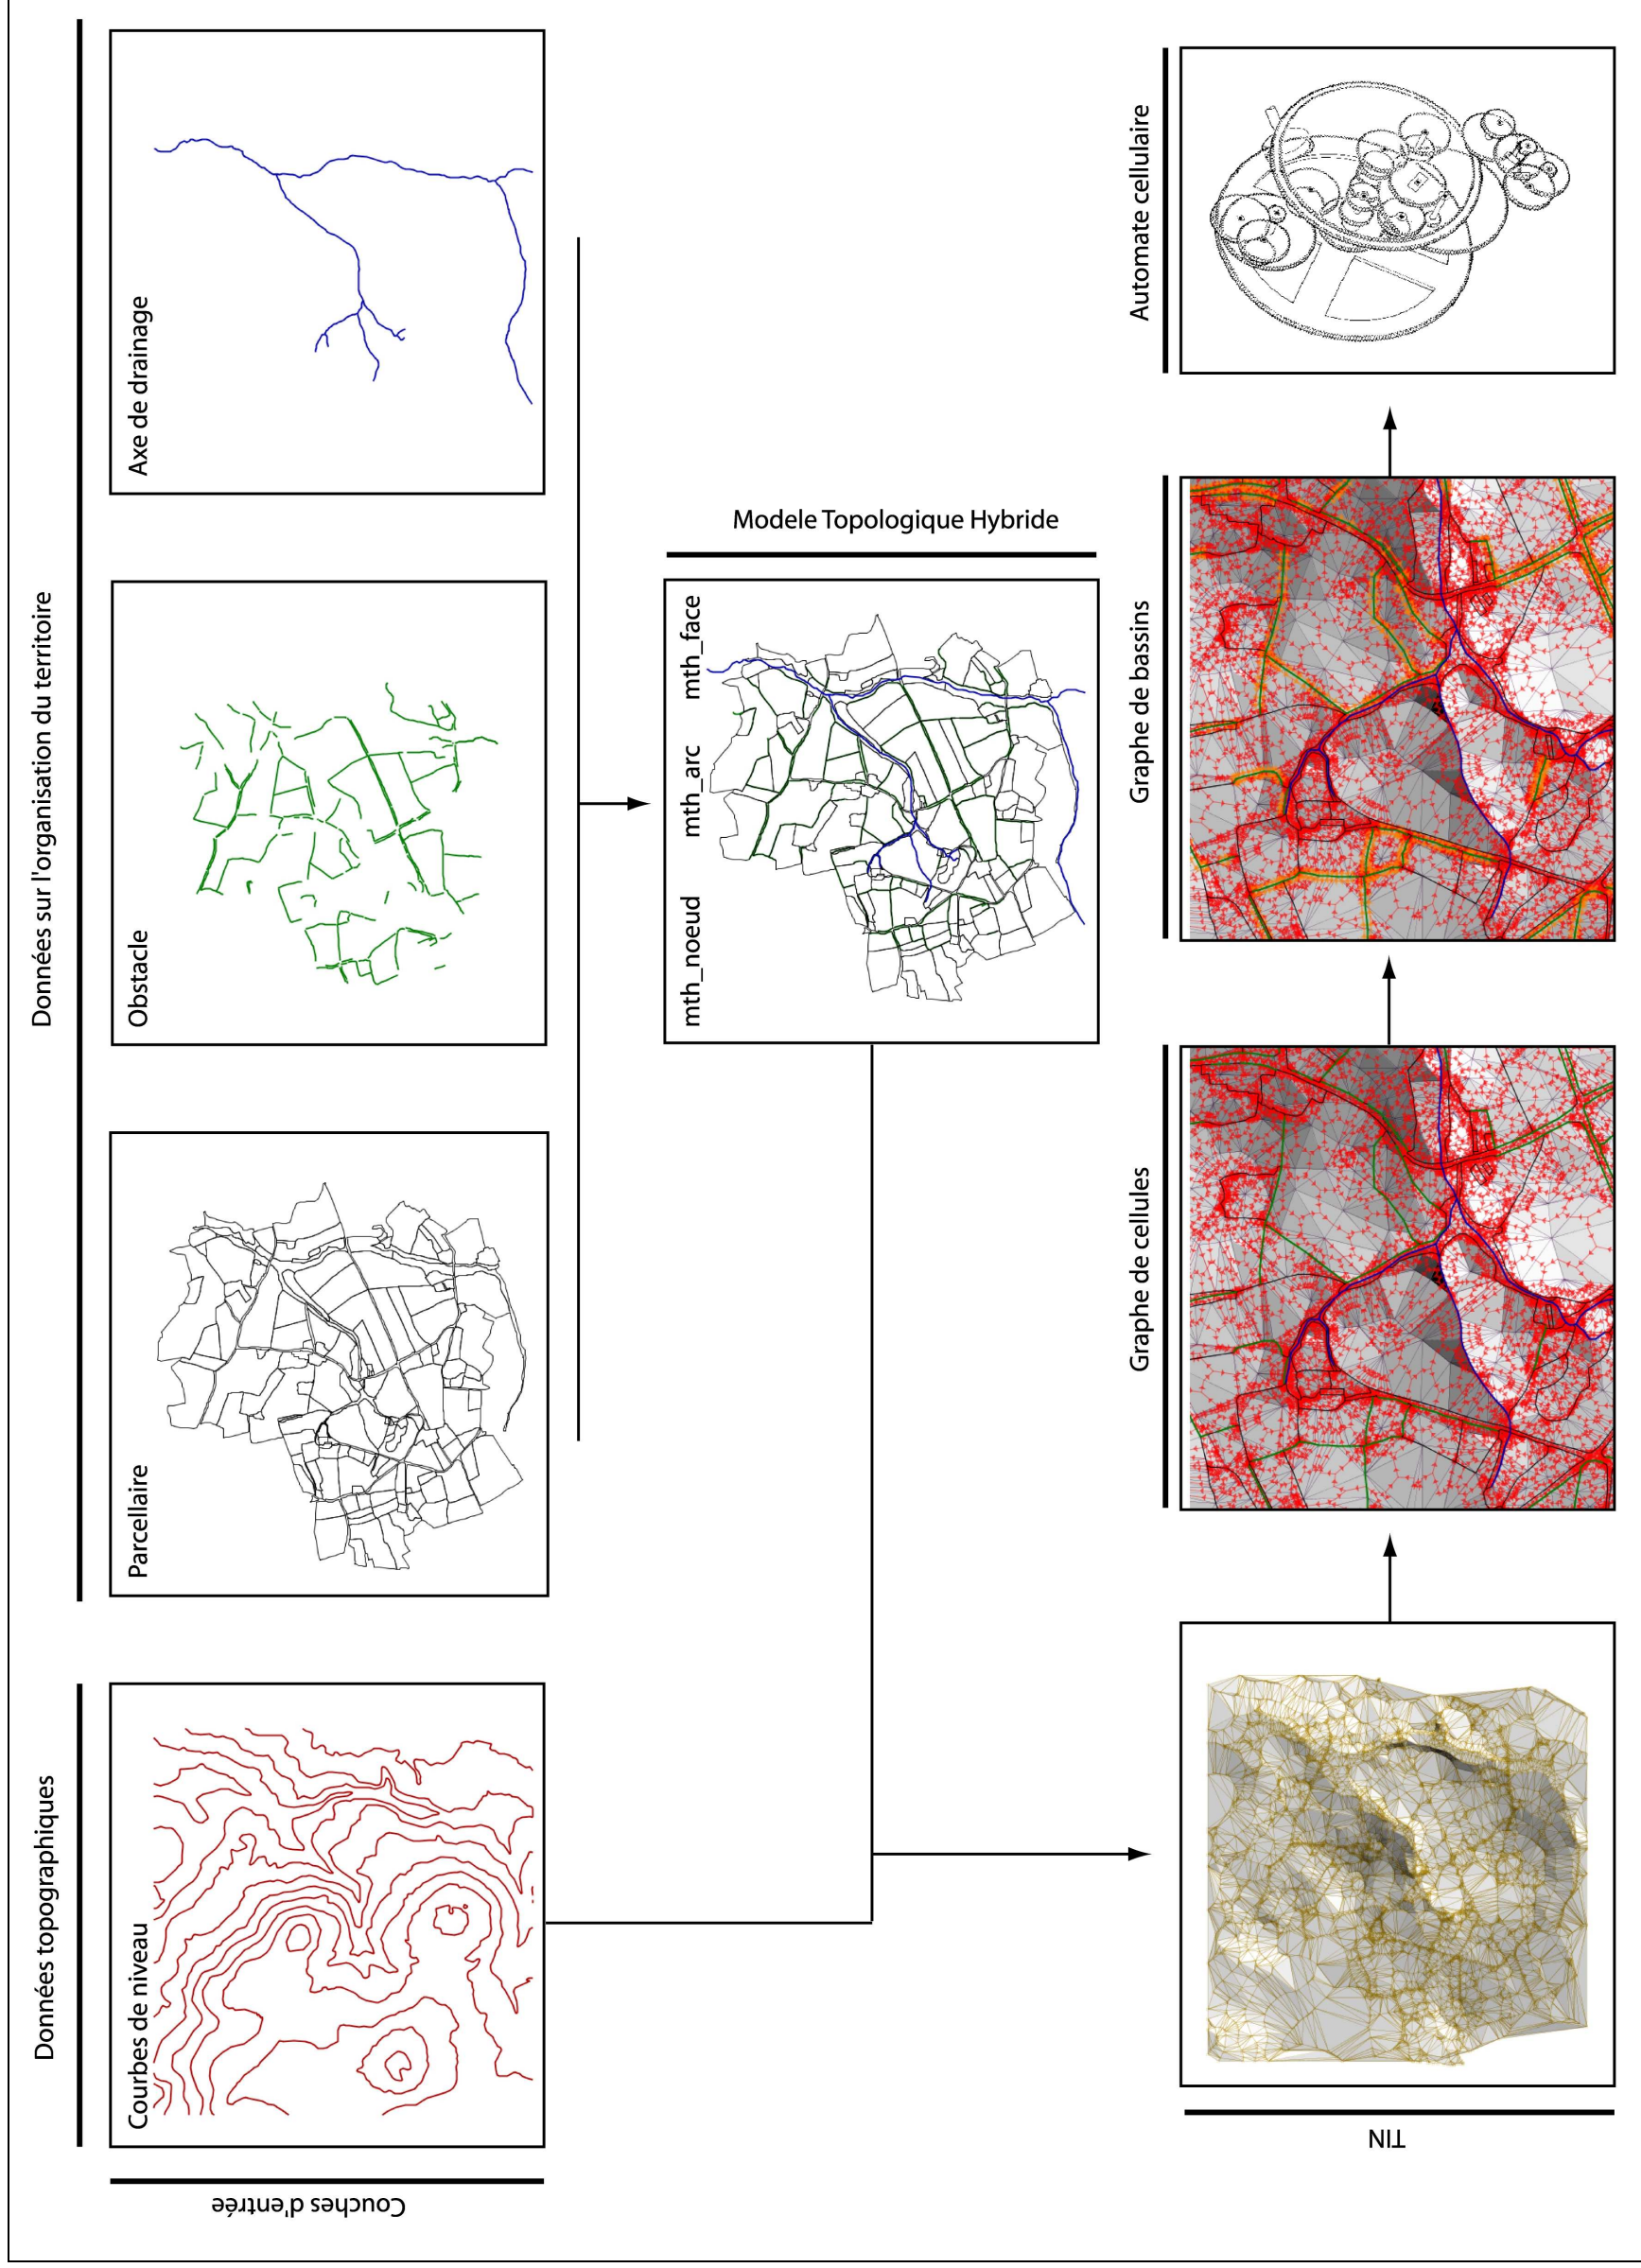 Données topographiques
Données sur l'organisation du territoire
Couches d'entrée
Courbes de niveau
Parcellaire
Obstacle
Axe de drainage
mth_noeud
mth_arc
mth_face
Modele Topologique Hybride
TIN
Graphe de cellules
Graphe de bassins
Automate cellulaire